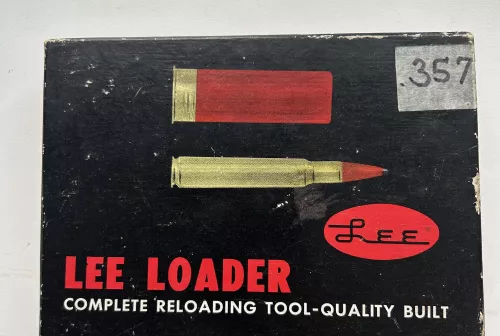 .357
LEE
LEE LOADER
COMPLETE RELOADING TOOL-QUALITY BUILT